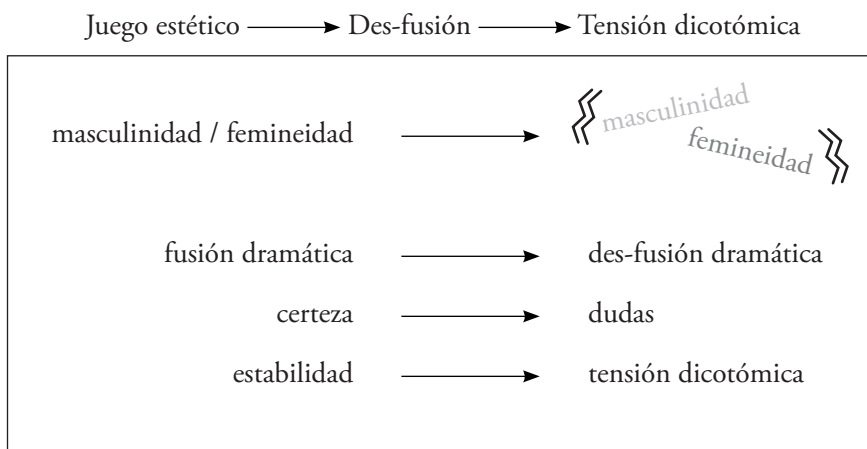 Juego estético → Des-fusión → Tensión dicotómica
masculinidad / femineidad → masculinidad
femineidad
fusión dramática → des-fusión dramática
certeza → dudas
estabilidad → tensión dicotómica